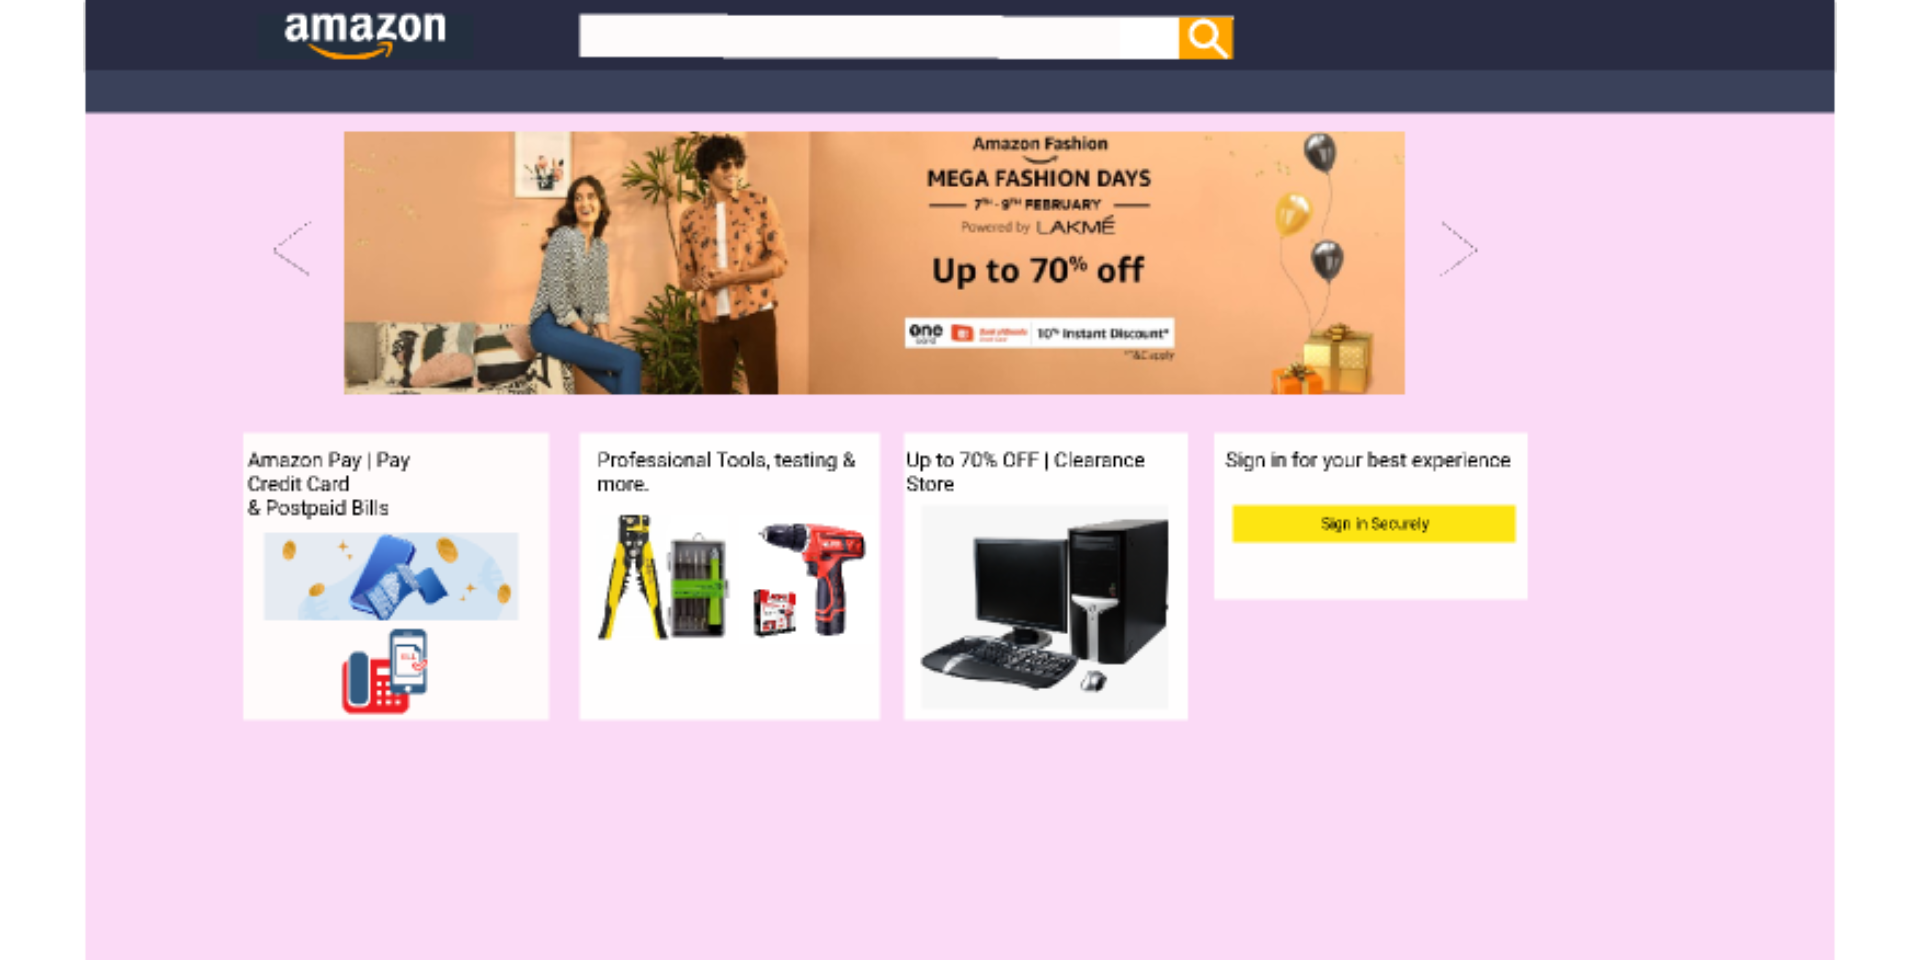 amazon
Amazon Fashion
MEGA FASHION DAYS
7TH - 9TH FEBRUARY
Powered by LAKMÉ
Up to 70% off
one
10% Instant Discount*
Amazon Pay | Pay
Credit Card
& Postpaid Bills
Professional Tools, testing &
more.
Up to 70% OFF | Clearance
Store
Sign in for your best experience
Sign in Securely